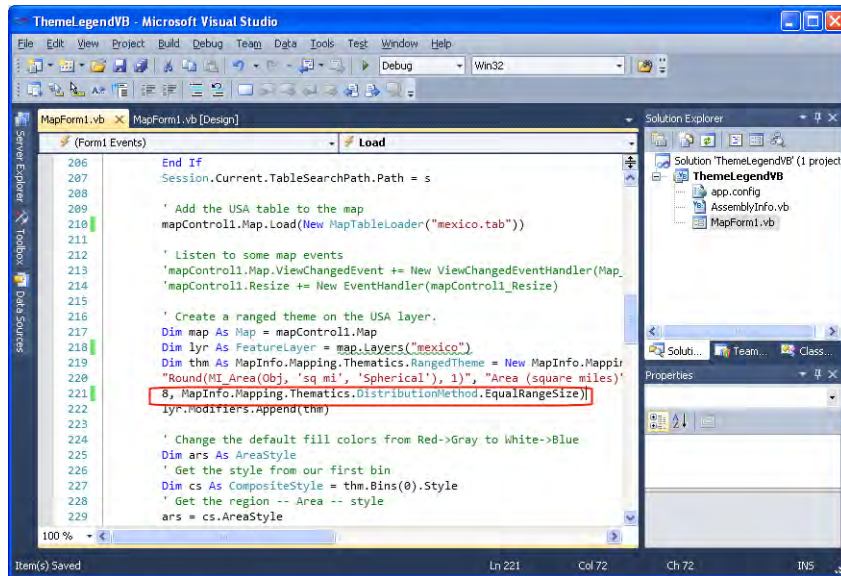 ThemeLegendVB - Microsoft Visual Studio
File Edit View Project Build Debug Team Data Tools Test Window Help
Debug Win32
MapForm1.vb MapForm1.vb [Design]
(Form1 Events) Load
206 End If
207 Session.Current.TableSearchPath.Path = s
208
209 ' Add the USA table to the map
210 mapControl1.Map.Load(New MapTableLoader("mexico.tab"))
211
212 ' Listen to some map events
213 'mapControl1.Map.ViewChangedEvent += New ViewChangedEventHandler(Map_
214 'mapControl1.Resize += New EventHandler(mapControl1_Resize)
215
216 ' Create a ranged theme on the USA layer.
217 Dim map As Map = mapControl1.Map
218 Dim lyr As FeatureLayer = map.Layers("mexico")
219 Dim thm As MapInfo.Mapping.Thematics.RangedTheme = New MapInfo.Mappin
220 "Round(MI_Area(Obj, 'sq mi', 'Spherical'), 1)", "Area (square miles)"
221 8, MapInfo.Mapping.Thematics.DistributionMethod.EqualRangeSize)
222 lyr.Modifiers.Append(thm)
223
224 ' Change the default fill colors from Red->Gray to White->Blue
225 Dim ars As AreaStyle
226 ' Get the style from our first bin
227 Dim cs As CompositeStyle = thm.Bins(0).Style
228 ' Get the region -- Area -- style
229 ars = cs.AreaStyle
100 %
Server Explorer
Toolbox
Data Sources
Solution Explorer
Solution 'ThemeLegendVB' (1 project
ThemeLegendVB
app.config
AssemblyInfo.vb
MapForm1.vb
Soluti... Team... Class...
Properties
Item(s) Saved Ln 221 Col 72 Ch 72 INS